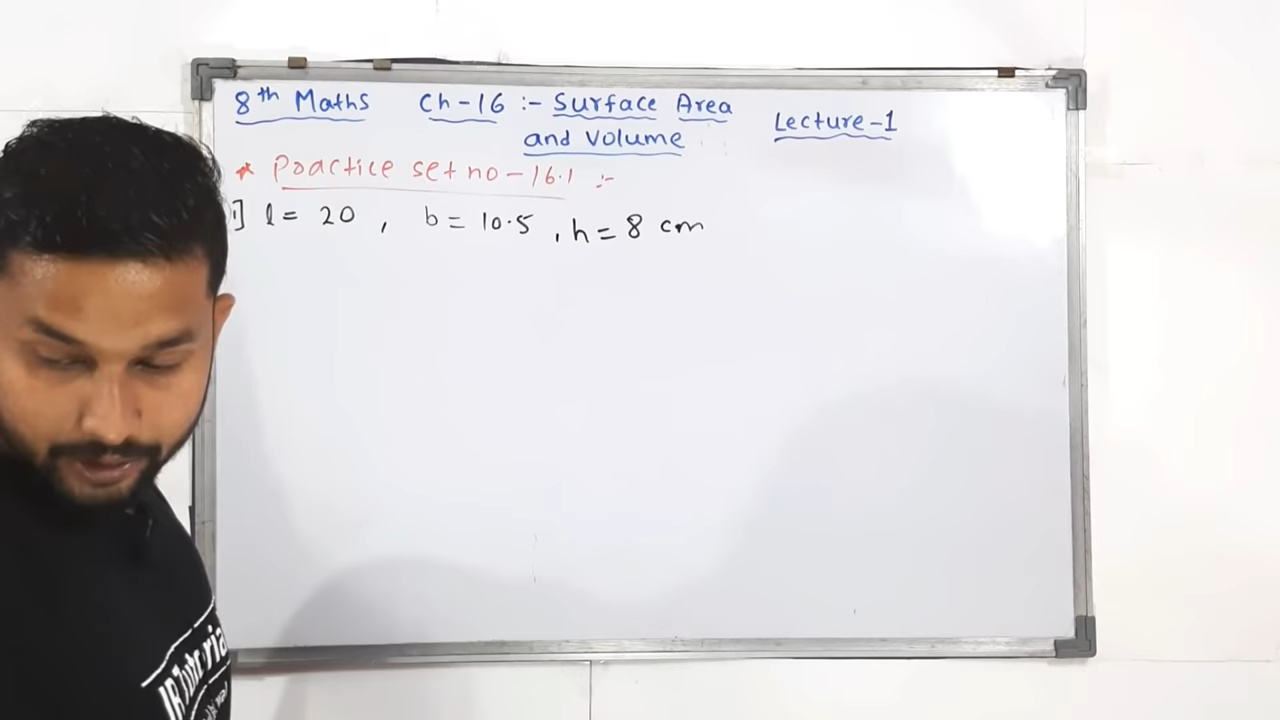 8th Maths Ch-16 :- Surface Area
and Volume Lecture-1
* Practice set no - 16.1 :-
1] l = 20 , b = 10.5 , h = 8 cm